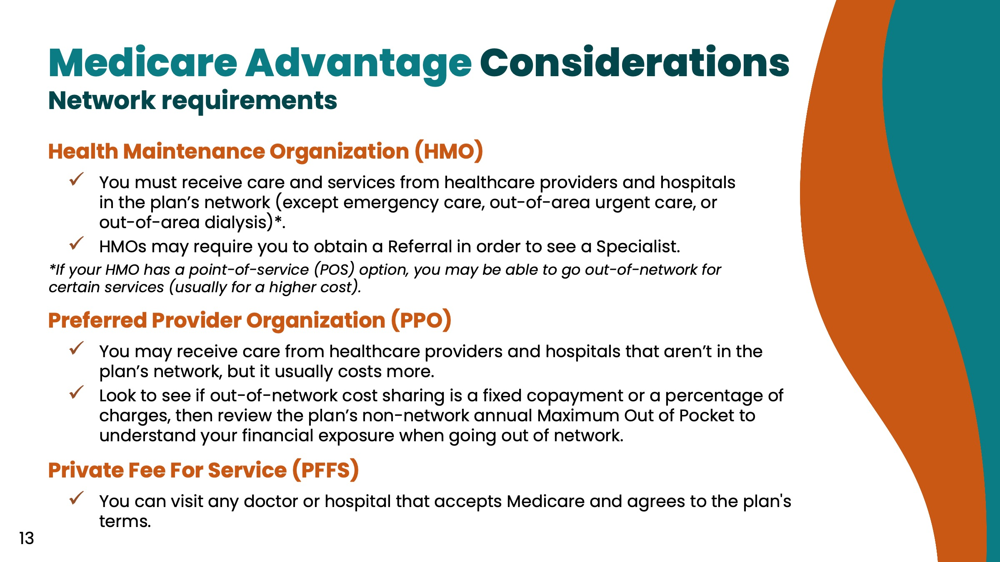 Medicare Advantage Considerations
Network requirements
Health Maintenance Organization (HMO)
✓ You must receive care and services from healthcare providers and hospitals
in the plan’s network (except emergency care, out-of-area urgent care, or
out-of-area dialysis)*.
✓ HMOs may require you to obtain a Referral in order to see a Specialist.
*If your HMO has a point-of-service (POS) option, you may be able to go out-of-network for
certain services (usually for a higher cost).
Preferred Provider Organization (PPO)
✓ You may receive care from healthcare providers and hospitals that aren’t in the
plan’s network, but it usually costs more.
✓ Look to see if out-of-network cost sharing is a fixed copayment or a percentage of
charges, then review the plan’s non-network annual Maximum Out of Pocket to
understand your financial exposure when going out of network.
Private Fee For Service (PFFS)
✓ You can visit any doctor or hospital that accepts Medicare and agrees to the plan's
terms.
13